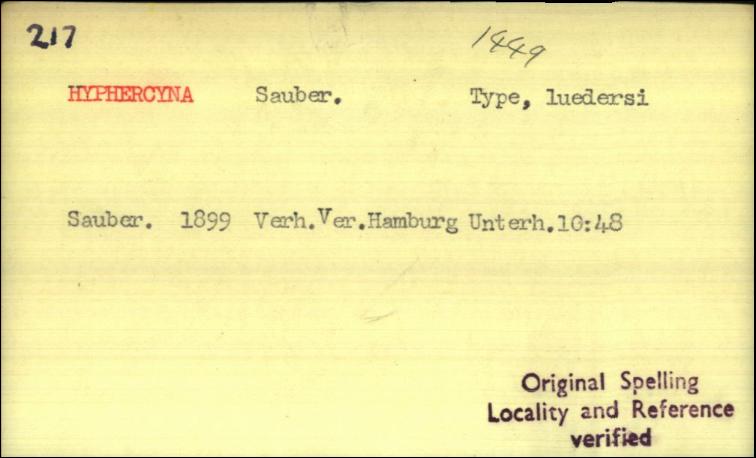 217
1449
HYPHERCYNA Sauber. Type, luedersi
Sauber. 1899 Verh.Ver.Hamburg Unterh.10:48
Original Spelling
Locality and Reference
verified